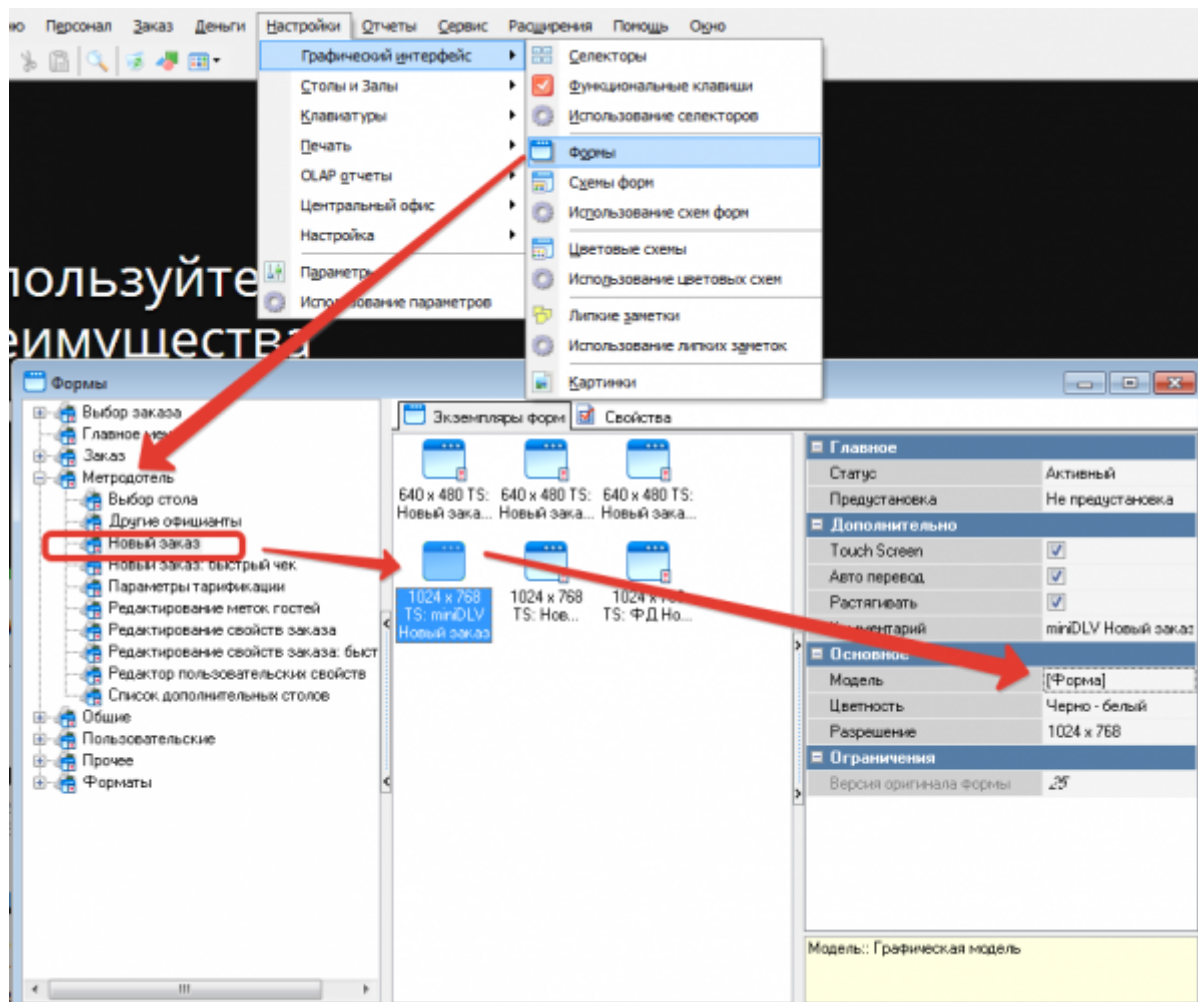 Персонал Заказ Деньги Настройки Отчеты Сервис Расширения Помощь Окно
Графический интерфейс
Столы и Залы
Клавиатуры
Печать
OLAP отчеты
Центральный офис
Настройка
Параметры
Использование параметров
Селекторы
Функциональные клавиши
Использование селекторов
Формы
Схемы форм
Использование схем форм
Цветовые схемы
Использование цветовых схем
Липкие заметки
Использование липких заметок
Картинки
пользуйте
еимущества
Формы
Выбор заказа
Главное
Заказ
Метродотель
Выбор стола
Другие официанты
Новый заказ
Новый заказ: быстрый чек
Параметры тарификации
Редактирование меток гостей
Редактирование свойств заказа
Редактирование свойств заказа: быст
Редактор пользовательских свойств
Список дополнительных столов
Общие
Пользовательские
Прочее
Форматы
Экземпляры форм Свойства
640 x 480 TS: 640 x 480 TS: 640 x 480 TS:
Новый зака... Новый зака... Новый зака...
1024 x 768 1024 x 768 1024 x 768
TS: miniDLV TS: Нов... TS: ФД Но...
Новый заказ
Главное
Статус Активный
Предустановка Не предустановка
Дополнительно
Touch Screen
Авто перевод
Растягивать
Комментарий miniDLV Новый заказ
Основное
Модель [Форма]
Цветность Черно - белый
Разрешение 1024 x 768
Ограничения
Версия оригинала формы 25
Модель:: Графическая модель